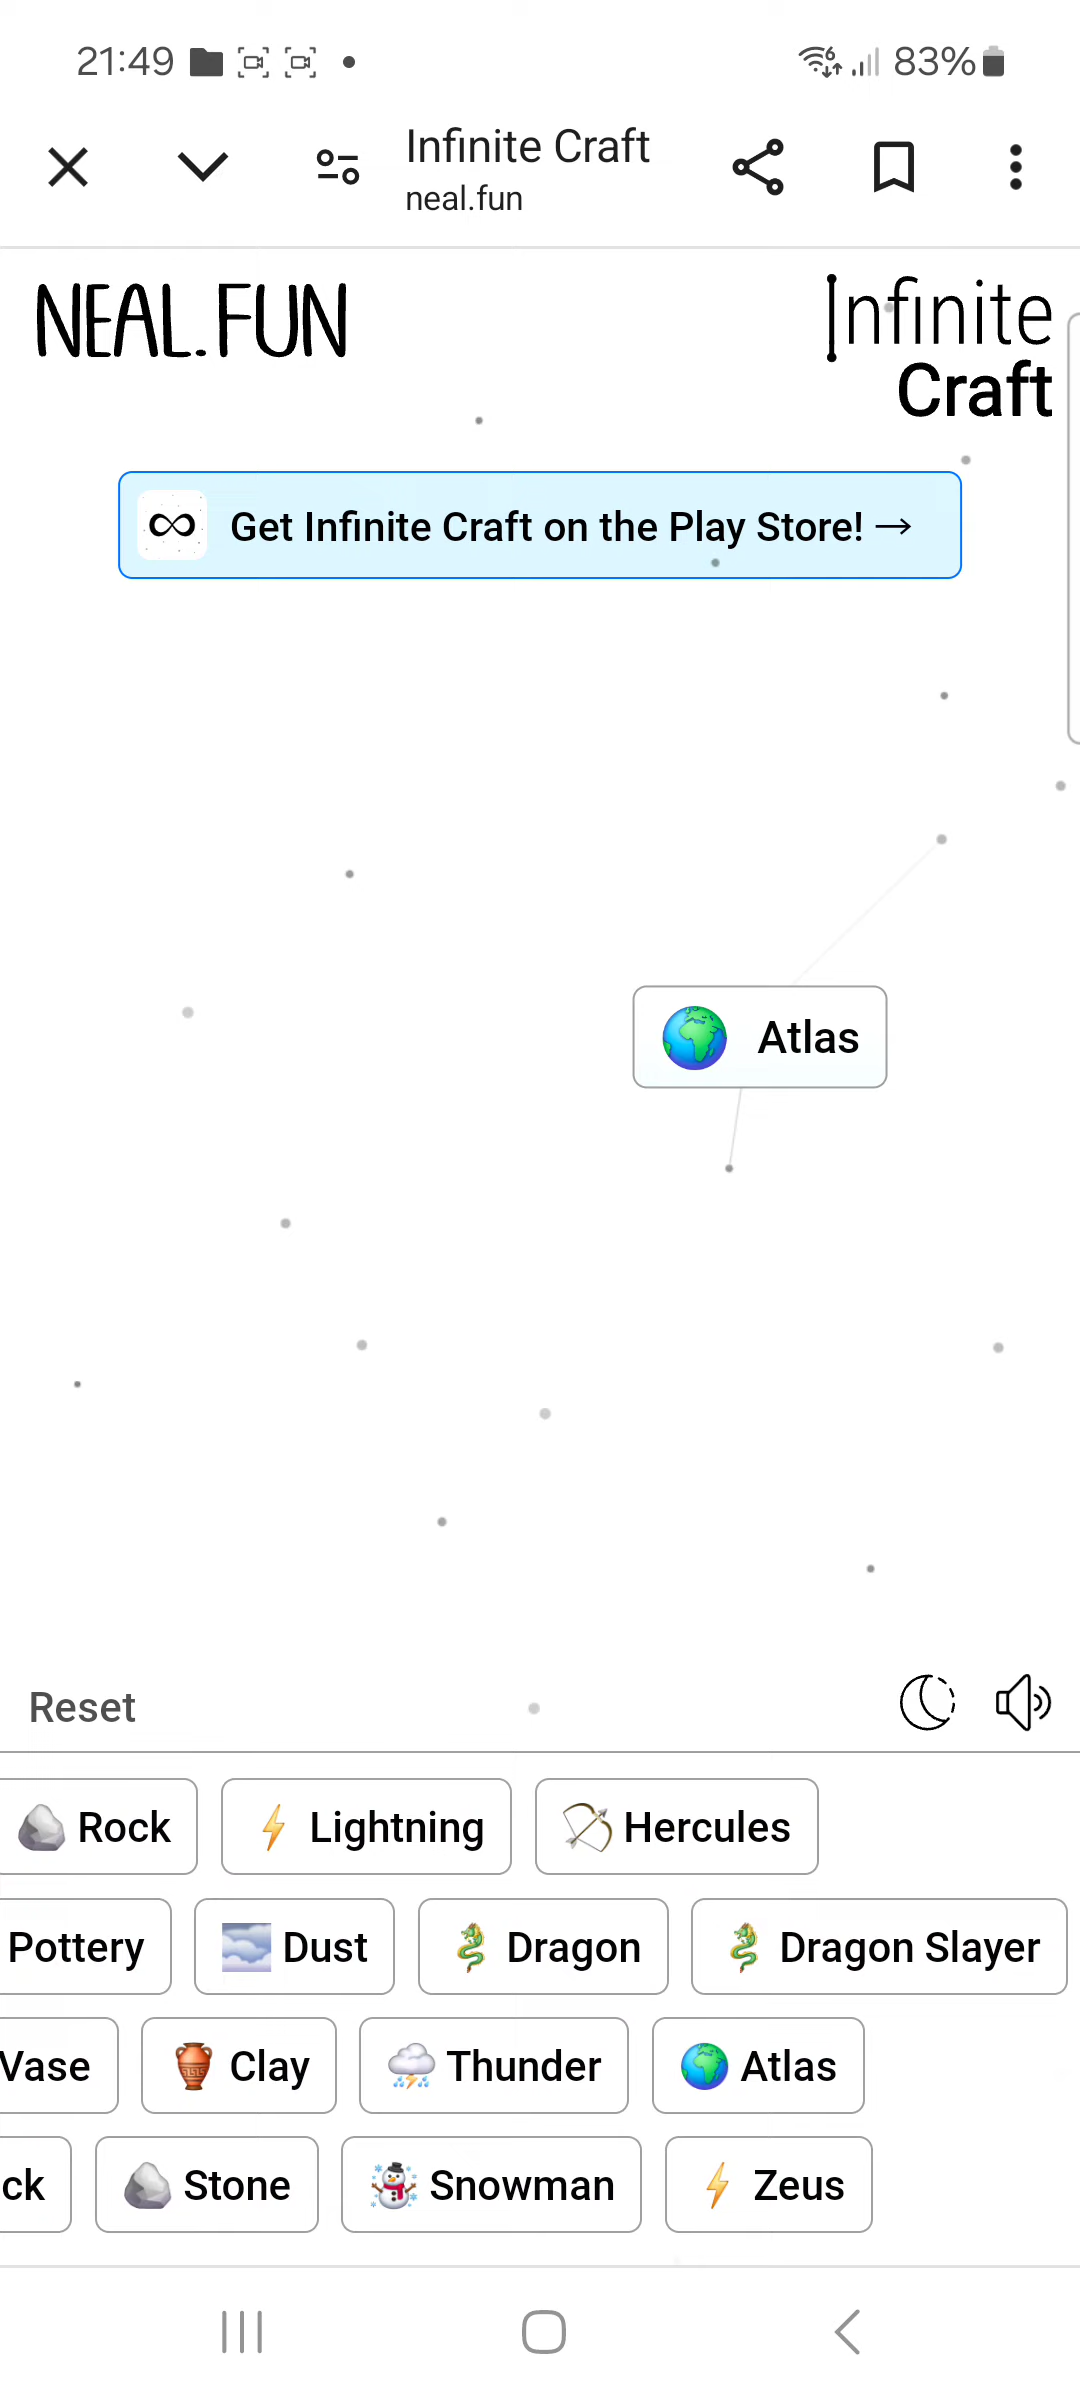 21:49
83%
Infinite Craft
neal.fun
NEAL.FUN
Infinite
Craft
Get Infinite Craft on the Play Store! →
Atlas
Reset
Rock Lightning Hercules
Pottery Dust Dragon Dragon Slayer
Vase Clay Thunder Atlas
ck Stone Snowman Zeus